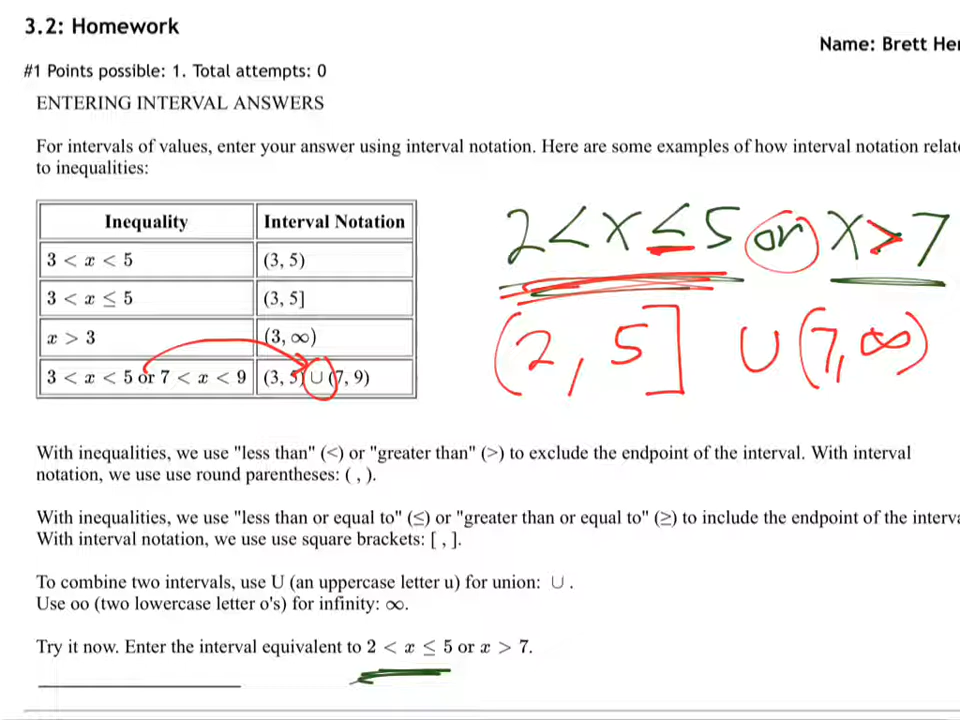 3.2: Homework
Name: Brett Her
#1 Points possible: 1. Total attempts: 0
ENTERING INTERVAL ANSWERS
For intervals of values, enter your answer using interval notation. Here are some examples of how interval notation relate
to inequalities:
Inequality Interval Notation
3 < x < 5 (3, 5)
3 < x ≤ 5 (3, 5]
x > 3 (3, ∞)
3 < x < 5 or 7 < x < 9 (3, 5) ∪ (7, 9)
2 < x ≤ 5 or x > 7
(2, 5] ∪ (7, ∞)
With inequalities, we use "less than" (<) or "greater than" (>) to exclude the endpoint of the interval. With interval
notation, we use use round parentheses: ( , ).
With inequalities, we use "less than or equal to" (≤) or "greater than or equal to" (≥) to include the endpoint of the interva
With interval notation, we use use square brackets: [ , ].
To combine two intervals, use U (an uppercase letter u) for union: ∪ .
Use oo (two lowercase letter o's) for infinity: ∞.
Try it now. Enter the interval equivalent to 2 < x ≤ 5 or x > 7.